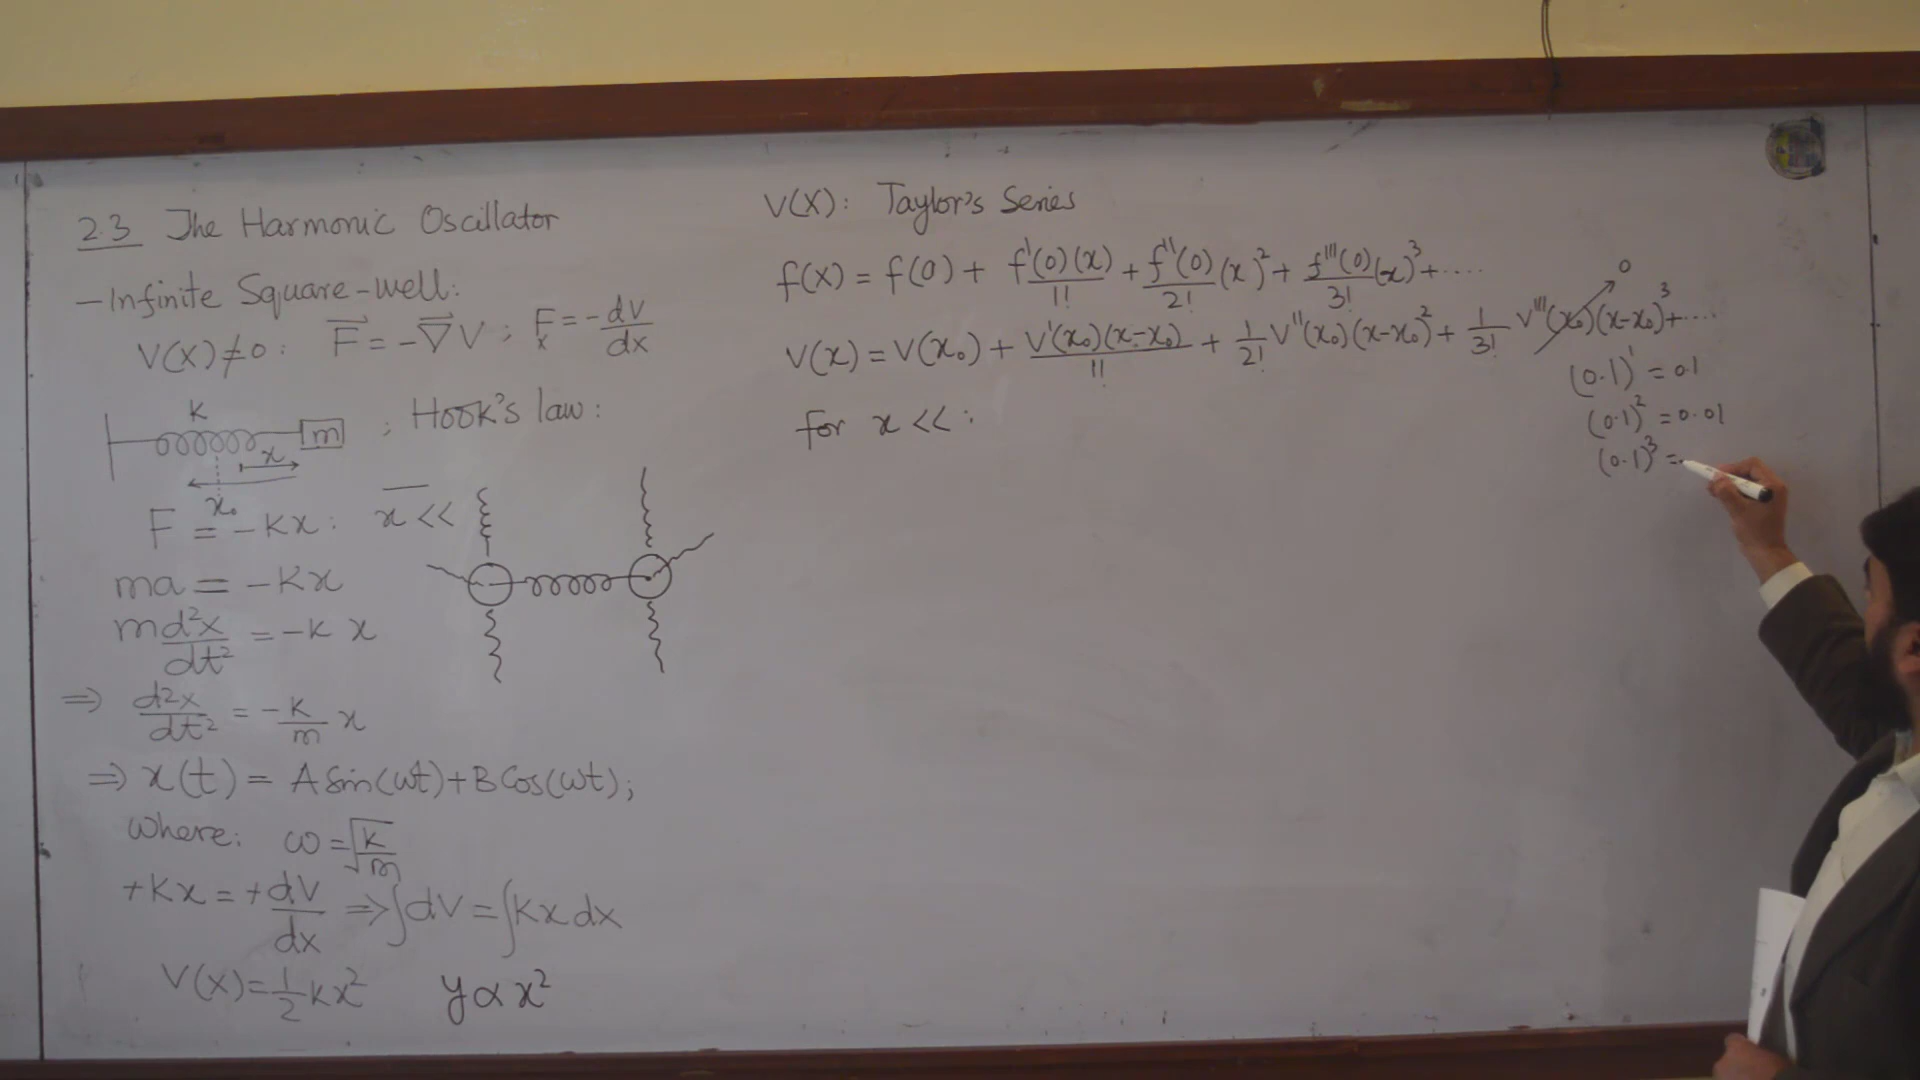 2.3 The Harmonic Oscillator
— Infinite Square-well:
V(x) ≠ 0 : F⃗ = -∇⃗V ; Fₓ = -dV/dx
K
m
; Hook's law:
x
x₀
F = -Kx : x <<
ma = -Kx
m d²x/dt² = -K x
⇒ d²x/dt² = -K/m x
⇒ x(t) = A Sin(ωt) + B Cos(ωt);
Where: ω = √(K/m)
+Kx = +dV/dx ⇒ ∫dV = ∫Kx dx
V(x) = 1/2 Kx² y ∝ x²
V(x): Taylor's Series
f(x) = f(0) + f'(0)(x)/1! + f''(0)/2! (x)² + f'''(0)/3! (x)³ + ....
V(x) = V(x₀) + V'(x₀)(x-x₀)/1! + 1/2! V''(x₀)(x-x₀)² + 1/3! V'''(x₀)(x-x₀)³ + ....
0
for x << :
(0.1)¹ = 0.1
(0.1)² = 0.01
(0.1)³ =